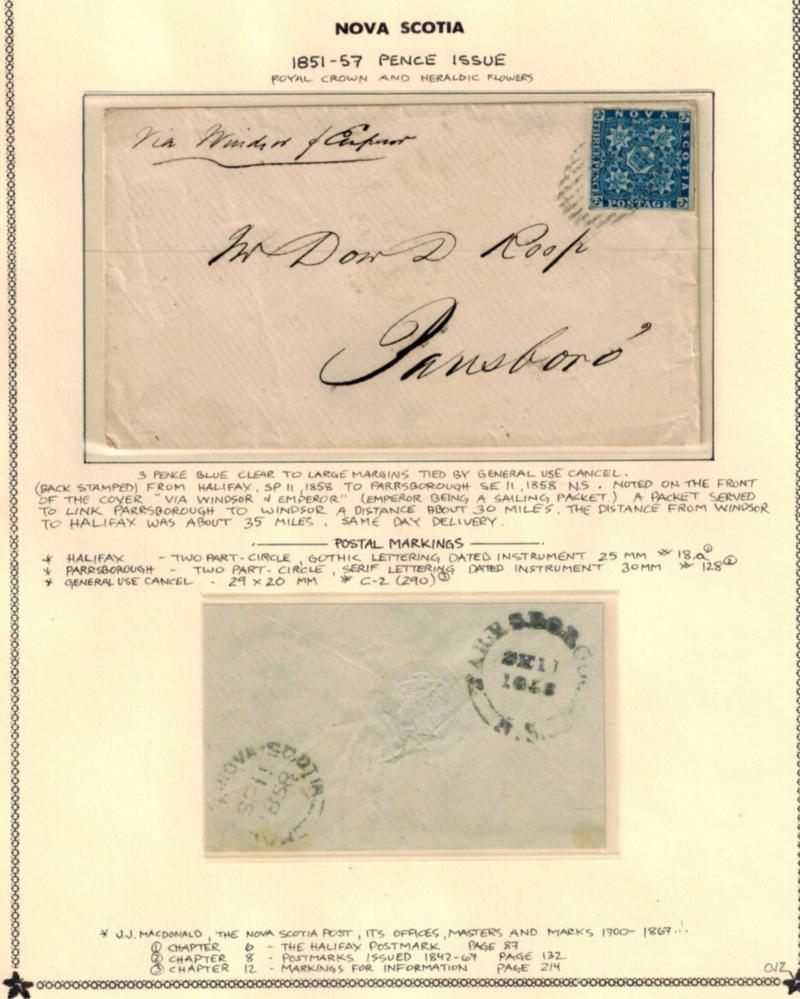 NOVA SCOTIA
1851-57 PENCE ISSUE
ROYAL CROWN AND HERALDIC FLOWERS
Via Windsor & Emperor
NOVA
SCOTIA
THREE PENCE
POSTAGE
Mr Dow D Roop
Parrsboro'
3 PENCE BLUE CLEAR TO LARGE MARGINS TIED BY GENERAL USE CANCEL.
(BACK STAMPED) FROM HALIFAX, SP 11, 1858 TO PARRSBOROUGH SE 11, 1858 N.S. NOTED ON THE FRONT
OF THE COVER "VIA WINDSOR & EMPEROR" (EMPEROR BEING A SAILING PACKET.) A PACKET SERVED
TO LINK PARRSBOROUGH TO WINDSOR A DISTANCE ABOUT 30 MILES. THE DISTANCE FROM WINDSOR
TO HALIFAX WAS ABOUT 35 MILES. SAME DAY DELIVERY.
POSTAL MARKINGS
* HALIFAX - TWO PART-CIRCLE, GOTHIC LETTERING DATED INSTRUMENT 25 MM * 18.a①
* PARRSBOROUGH - TWO PART-CIRCLE, SERIF LETTERING DATED INSTRUMENT 30MM * 128②
* GENERAL USE CANCEL - 29 X 20 MM * C-2 (290)③
PARRSBOROUGH
SE 11
1858
N.S.
NOVA SCOTIA
SP 11
1858
* J.J. MACDONALD, THE NOVA SCOTIA POST, ITS OFFICES, MASTERS AND MARKS 1700-1867...
① CHAPTER 6 - THE HALIFAX POSTMARK PAGE 87
② CHAPTER 8 - POSTMARKS ISSUED 1842-67 PAGE 132
③ CHAPTER 12 - MARKINGS FOR INFORMATION PAGE 214
012